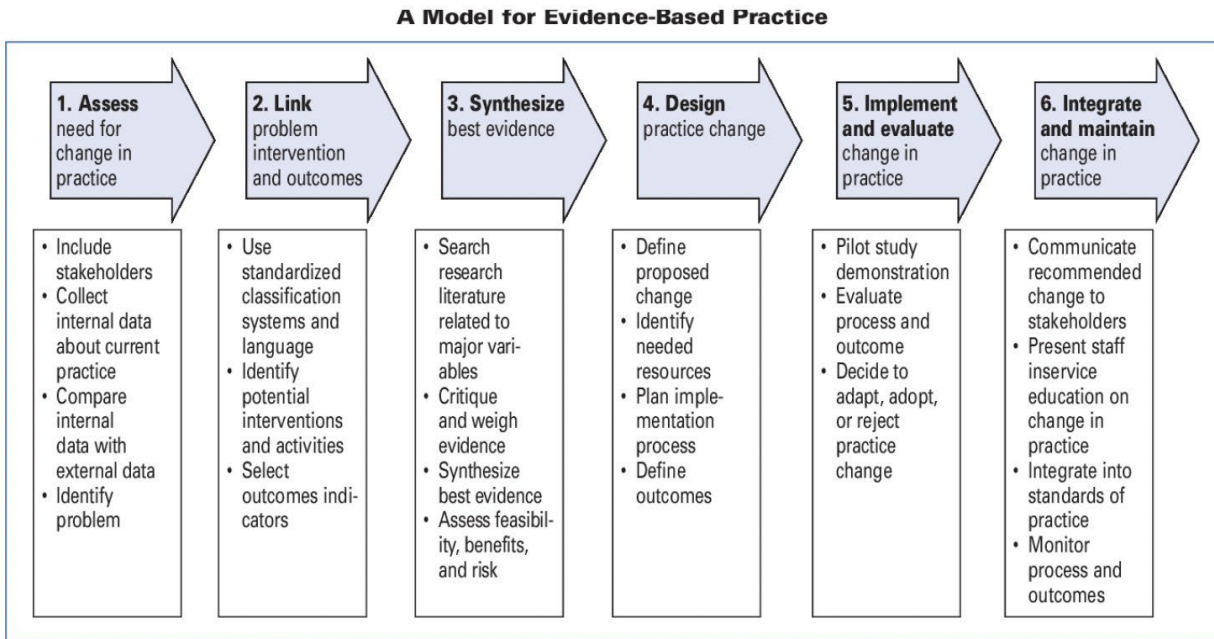 A Model for Evidence-Based Practice
1. Assess
need for
change in
practice
2. Link
problem
intervention
and outcomes
3. Synthesize
best evidence
4. Design
practice change
5. Implement
and evaluate
change in
practice
6. Integrate
and maintain
change in
practice
• Include
stakeholders
• Collect
internal data
about current
practice
• Compare
internal
data with
external data
• Identify
problem
• Use
standardized
classification
systems and
language
• Identify
potential
interventions
and activities
• Select
outcomes indi-
cators
• Search
research
literature
related to
major vari-
ables
• Critique
and weigh
evidence
• Synthesize
best evidence
• Assess feasibil-
ity, benefits,
and risk
• Define
proposed
change
• Identify
needed
resources
• Plan imple-
mentation
process
• Define
outcomes
• Pilot study
demonstration
• Evaluate
process and
outcome
• Decide to
adapt, adopt,
or reject
practice
change
• Communicate
recommended
change to
stakeholders
• Present staff
inservice
education on
change in
practice
• Integrate into
standards of
practice
• Monitor
process and
outcomes